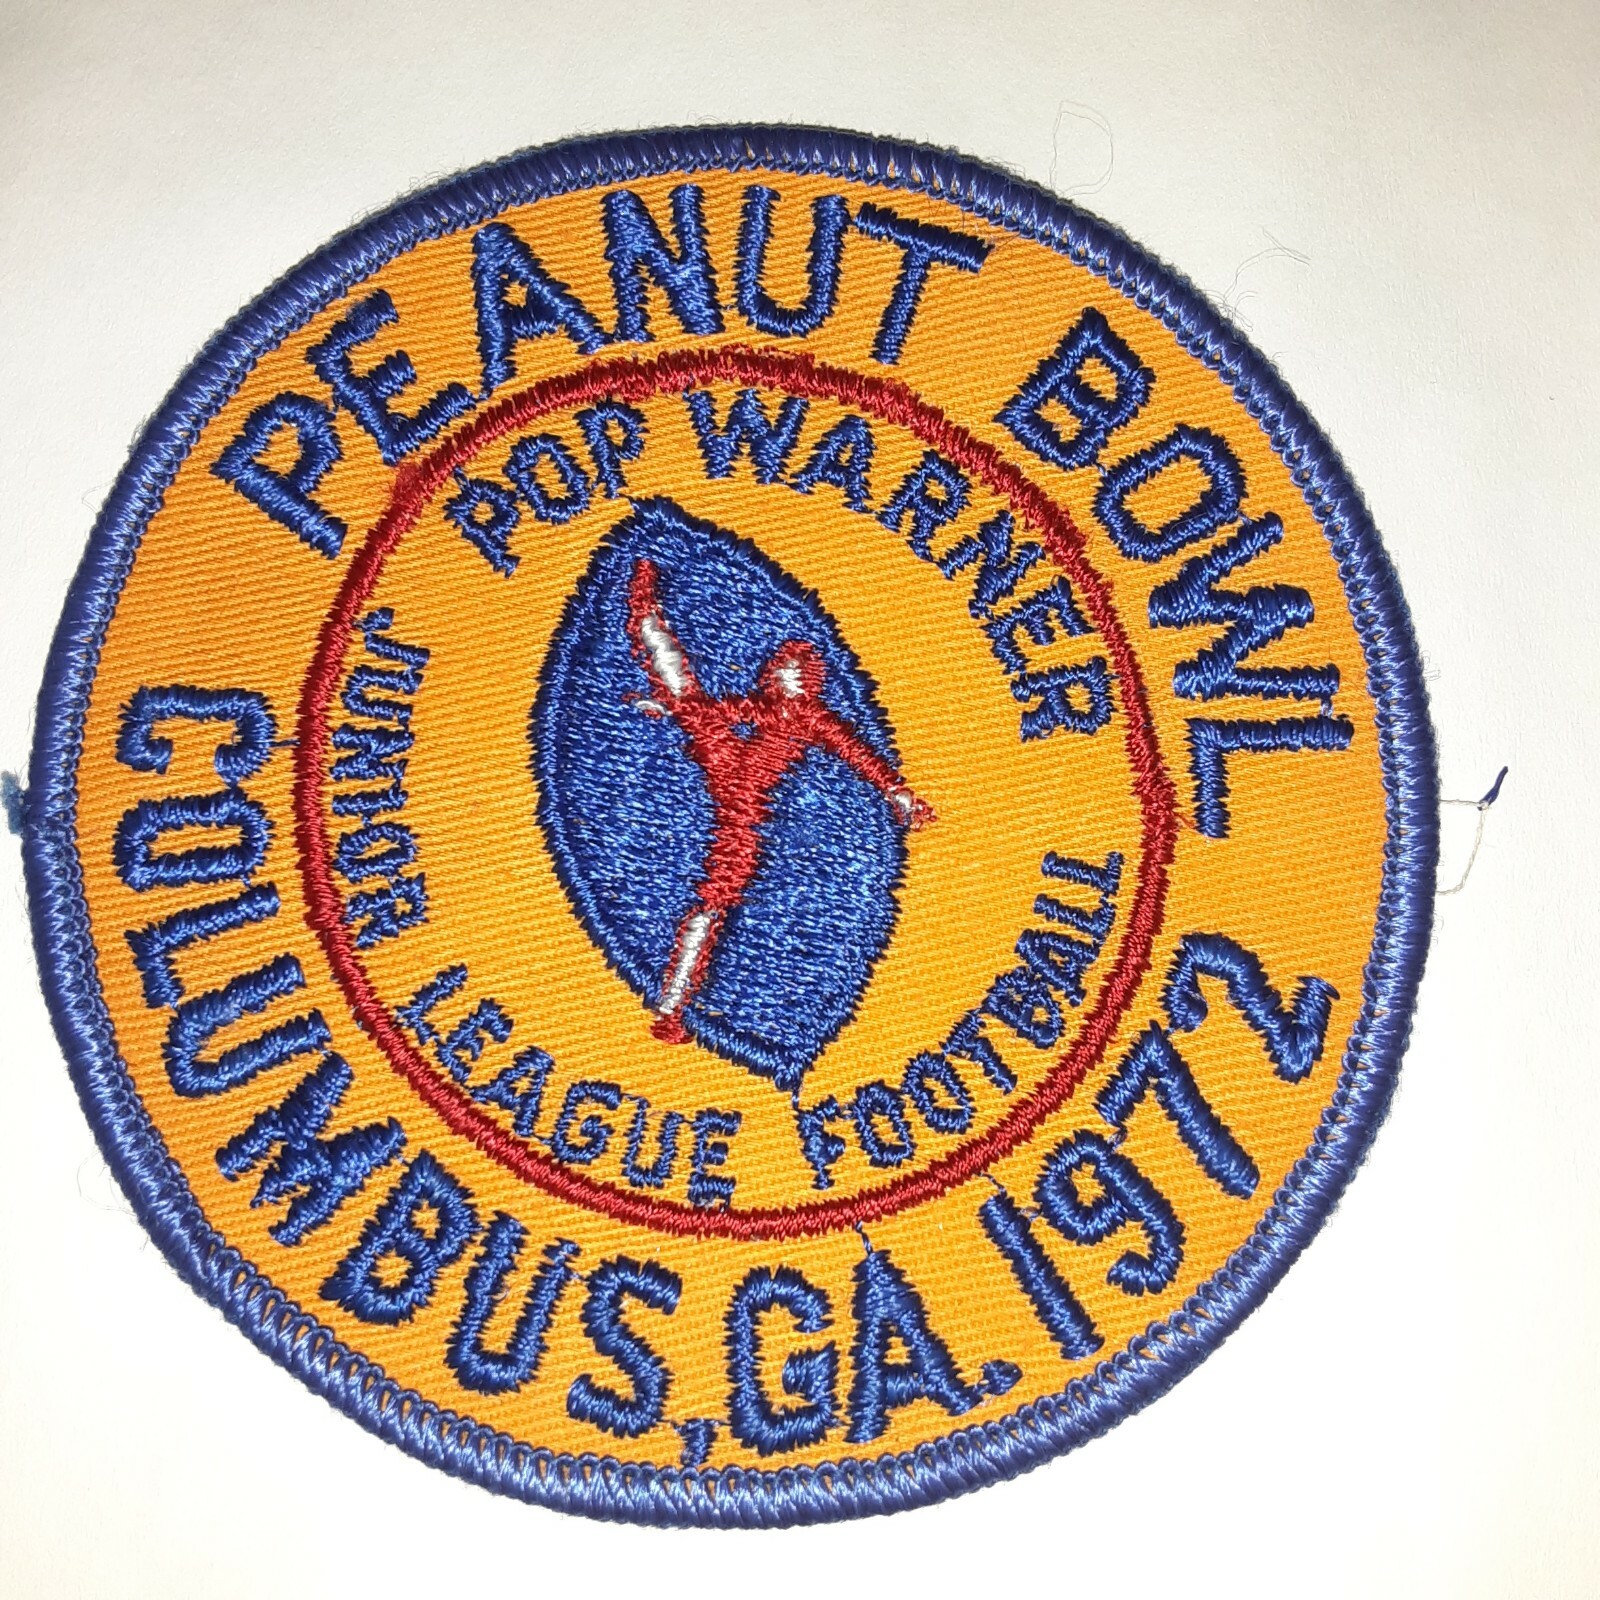 PEANUT BOWL
POP WARNER
JUNIOR LEAGUE FOOTBALL
COLUMBUS, GA. 1972